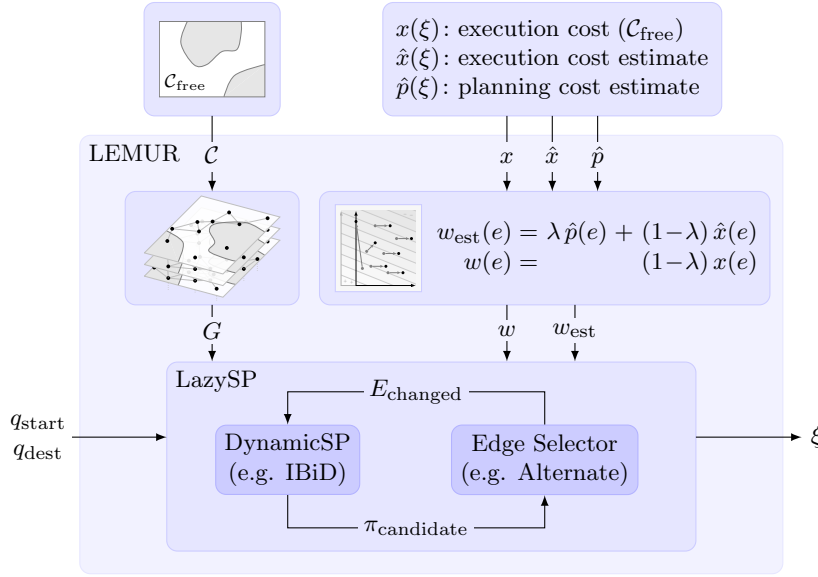 𝒞free
x(ξ): execution cost (𝒞free)
x̂(ξ): execution cost estimate
p̂(ξ): planning cost estimate
LEMUR
𝒞
x x̂ p̂
west(e) = λ p̂(e) + (1−λ) x̂(e)
w(e) = (1−λ) x(e)
G
w west
LazySP
Echanged
qstart
qdest
DynamicSP
(e.g. IBiD)
Edge Selector
(e.g. Alternate)
ξ
πcandidate